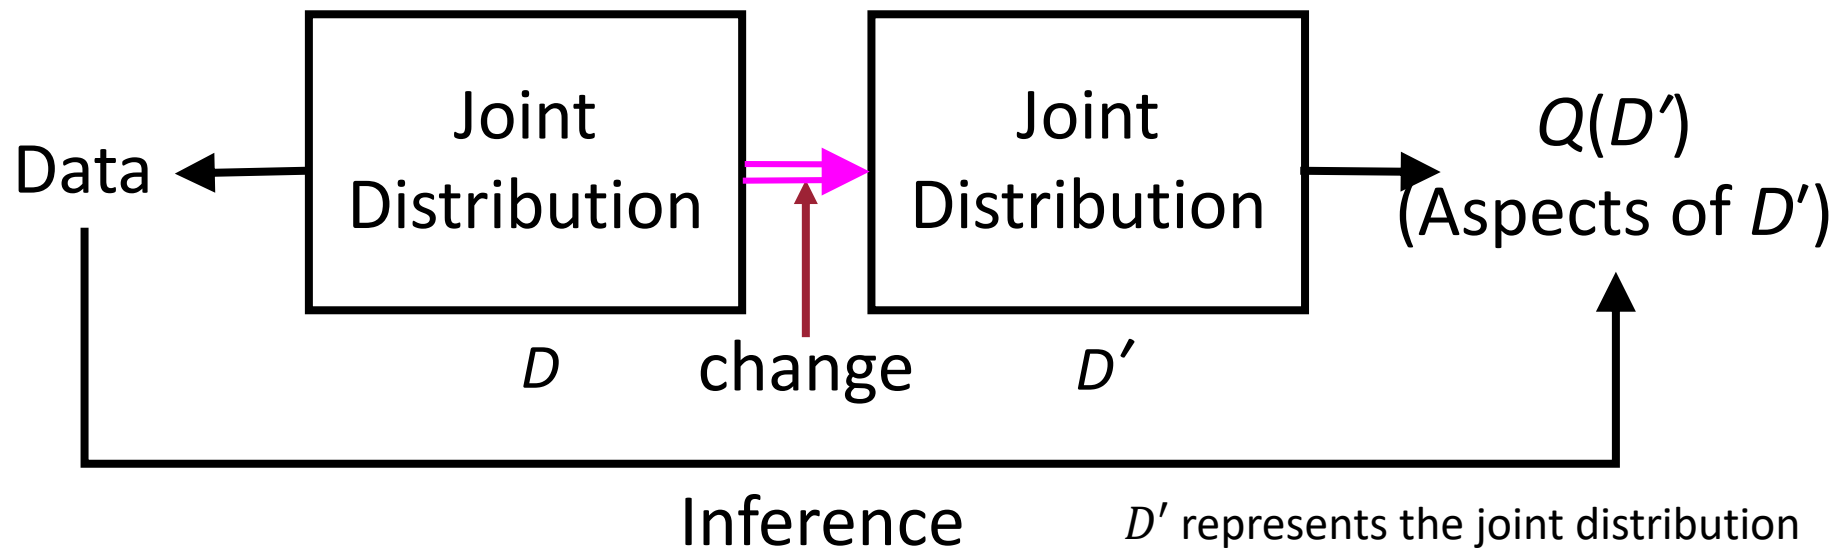 Data
Joint
Distribution
Joint
Distribution
Q(D′)
(Aspects of D′)
D
change
D′
Inference
D′ represents the joint distribution